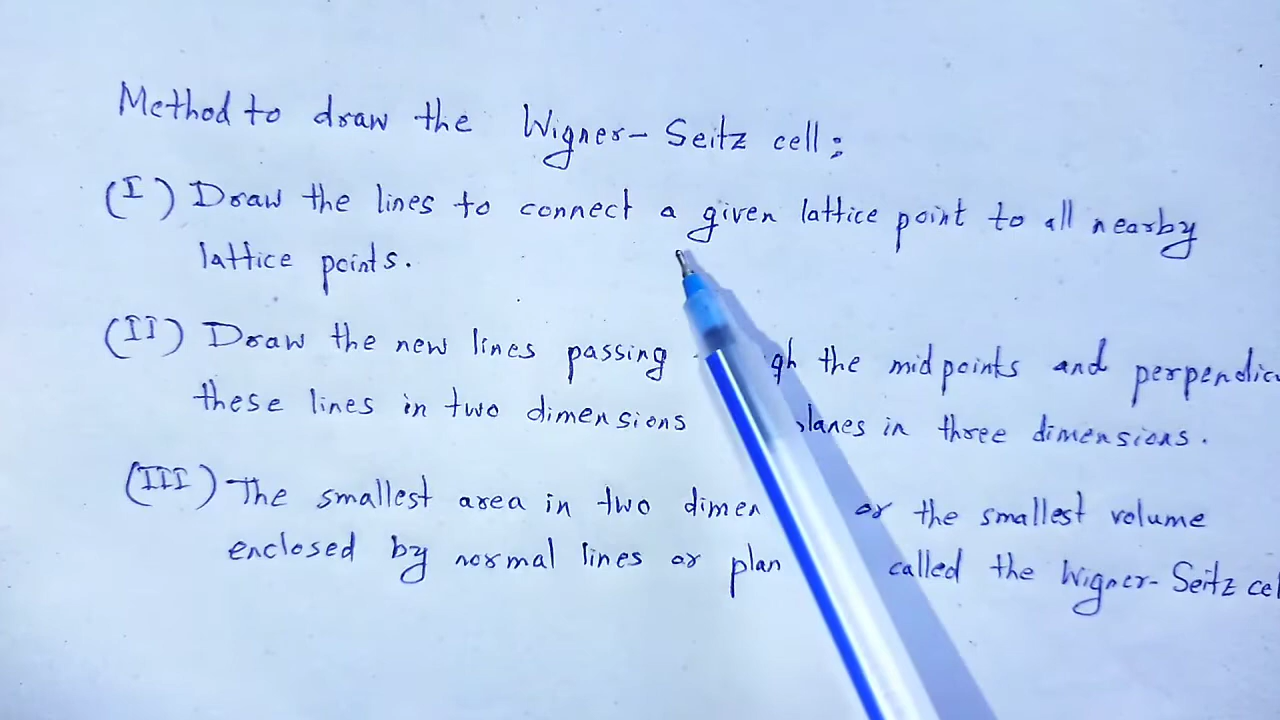 Method to draw the Wigner-Seitz cell:
(I) Draw the lines to connect a given lattice point to all nearby
lattice points.
(II) Draw the new lines passing the midpoints and
these lines in two dimensions in three dimensions.
(III) The smallest area in two or the smallest volume
enclosed by normal lines or called the Wigner-Seitz